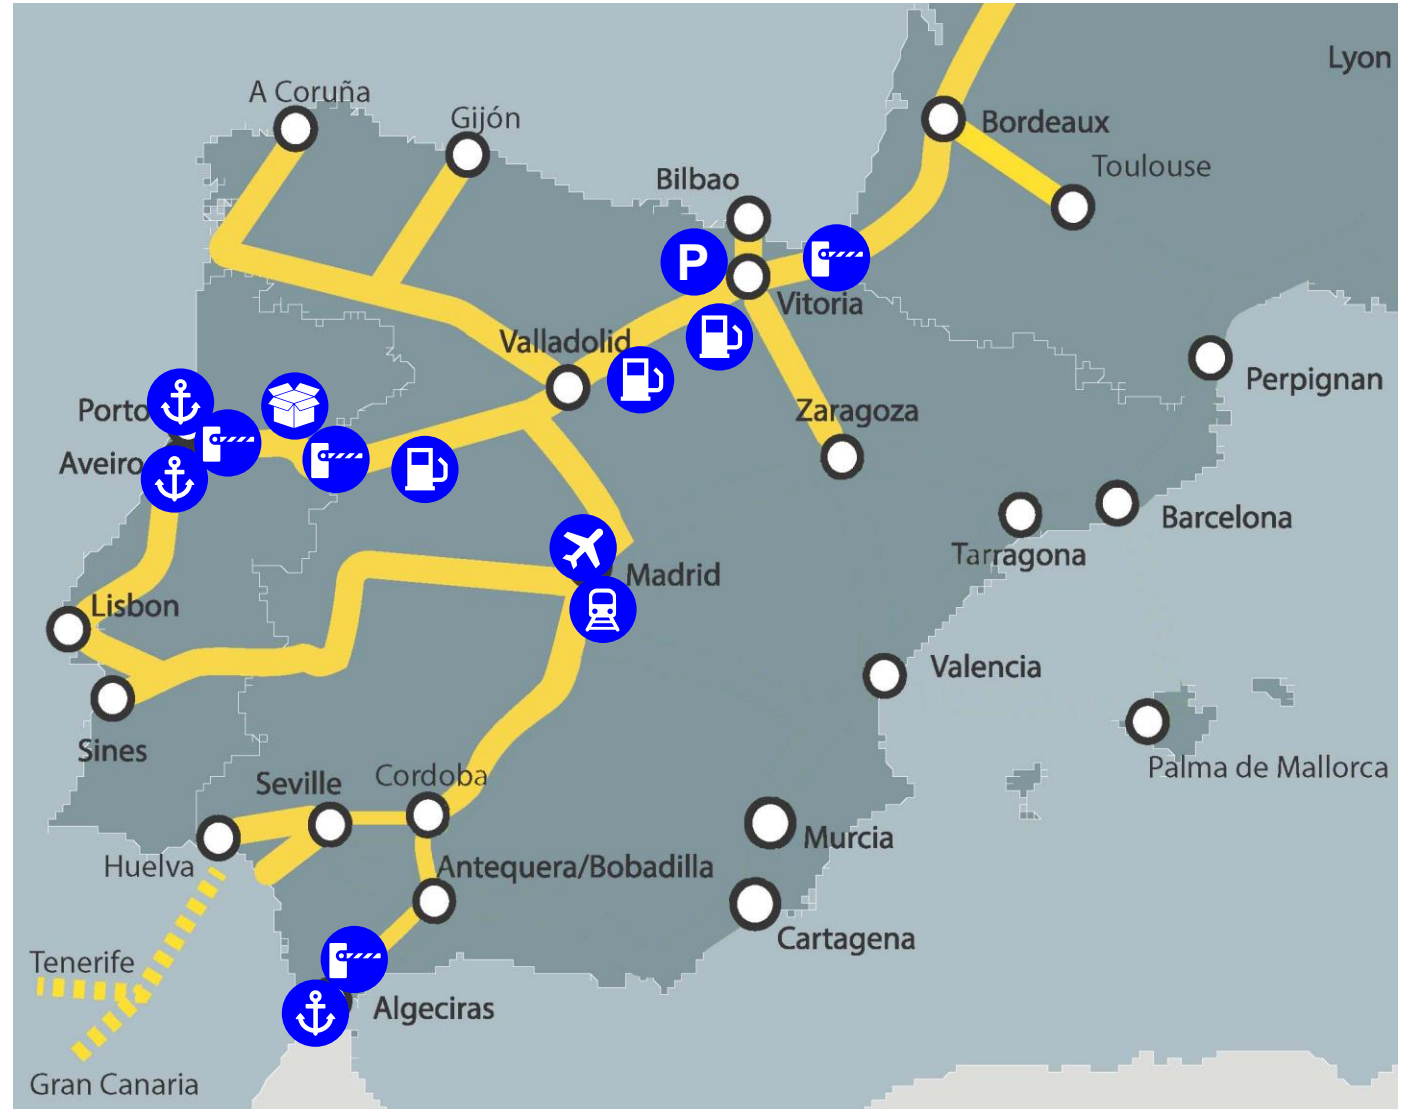 Lyon
A Coruña
Gijón
Bordeaux
Toulouse
Bilbao
P
Vitoria
Valladolid
Perpignan
Porto
Zaragoza
Aveiro
Barcelona
Tarragona
Madrid
Lisbon
Valencia
Sines
Palma de Mallorca
Seville
Cordoba
Murcia
Huelva
Antequera/Bobadilla
Cartagena
Tenerife
Algeciras
Gran Canaria